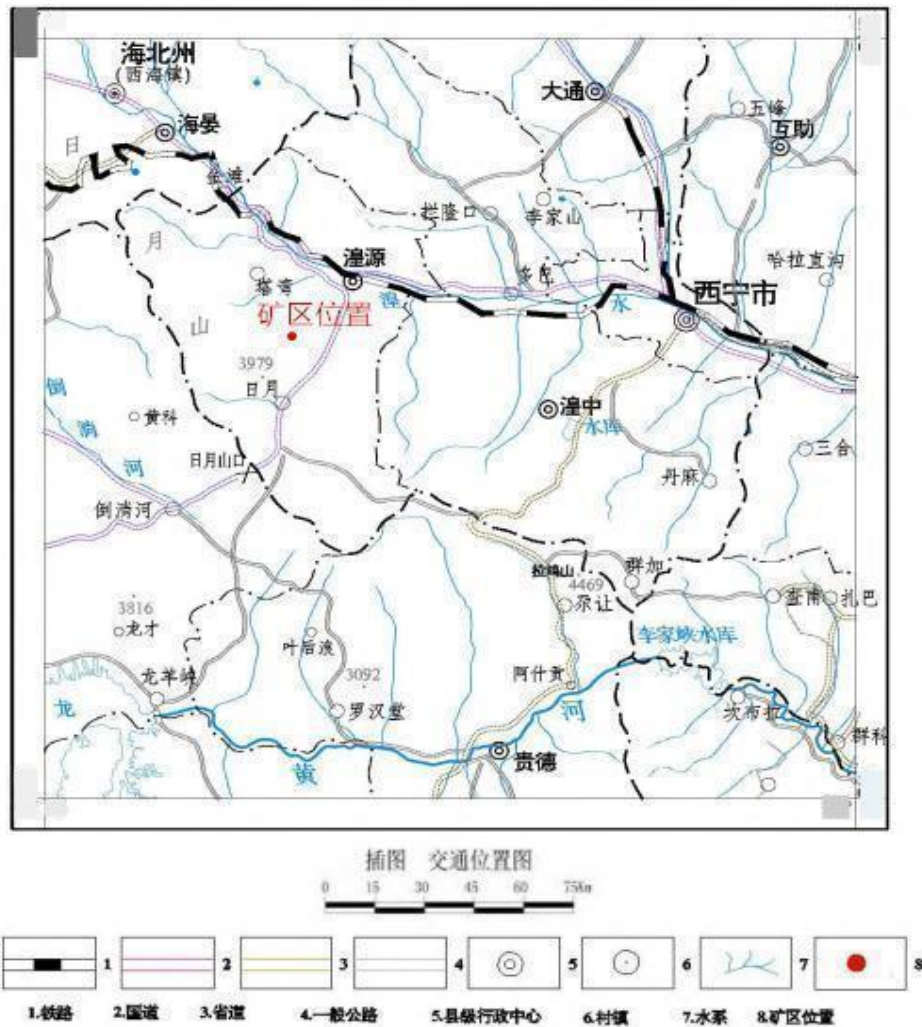 海北州
(西海镇)
大通
五峰
互助
海晏
日
金滩
拦隆口
李家山
月
湟源
哈拉直沟
塔湾
多巴
西宁市
湟
水
矿区位置
山
3979
日月
倒
淌
河
黄科
湟中
水库
三合
日月山口
丹麻
倒淌河
拉鸡山
群加
4469
尕让
扎巴
3816
龙才
叶后浪
李家峡水库
龙羊峡
3092
阿什贡
龙
罗汉堂
河
坎布拉
群科
黄
贵德
插图 交通位置图
0 15 30 45 60 75Km
1 2 3 4 5 6 7 8
1.铁路 2.国道 3.省道 4.一般公路 5.县级行政中心 6.村镇 7.水系 8.矿区位置